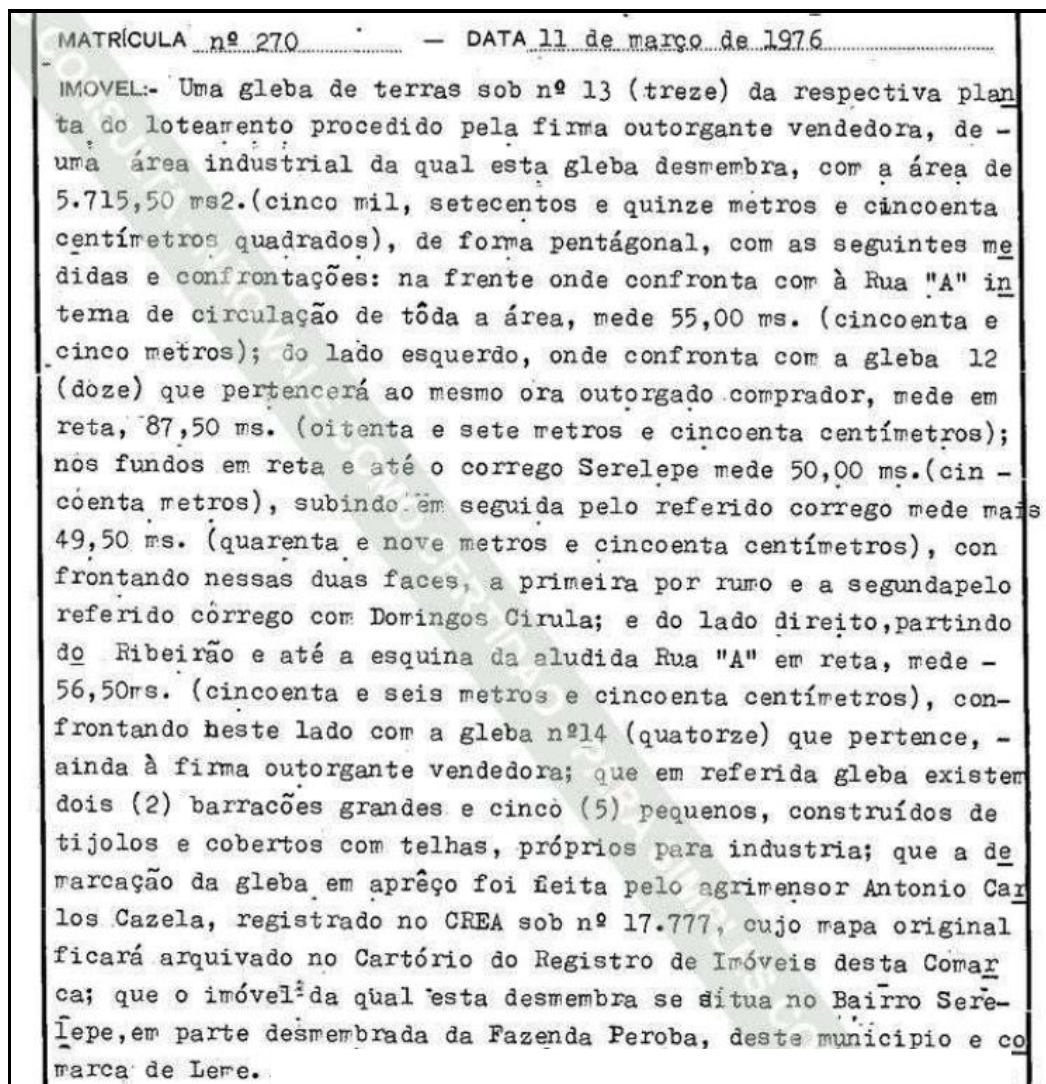 MATRÍCULA nº 270 — DATA 11 de março de 1976
IMOVEL:- Uma gleba de terras sob nº 13 (treze) da respectiva plan
ta do loteamento procedido pela firma outorgante vendedora, de -
uma área industrial da qual esta gleba desmembra, com a área de
5.715,50 ms2.(cinco mil, setecentos e quinze metros e cincoenta
centímetros quadrados), de forma pentágonal, com as seguintes me
didas e confrontações: na frente onde confronta com à Rua "A" in
terna de circulação de tôda a área, mede 55,00 ms. (cincoenta e
cinco metros); do lado esquerdo, onde confronta com a gleba 12
(doze) que pertencerá ao mesmo ora outorgado comprador, mede em
reta, 87,50 ms. (oitenta e sete metros e cincoenta centímetros);
nos fundos em reta e até o corrego Serelepe mede 50,00 ms.(cin -
coenta metros), subindo em seguida pelo referido corrego mede mais
49,50 ms. (quarenta e nove metros e cincoenta centímetros), con
frontando nessas duas faces, a primeira por rumo e a segundapelo
referido córrego com Domingos Cirula; e do lado direito,partindo
do Ribeirão e até a esquina da aludida Rua "A" em reta, mede -
56,50ms. (cincoenta e seis metros e cincoenta centímetros), con-
frontando neste lado com a gleba nº14 (quatorze) que pertence, -
ainda à firma outorgante vendedora; que em referida gleba existem
dois (2) barracões grandes e cinco (5) pequenos, construídos de
tijolos e cobertos com telhas, próprios para industria; que a de
marcação da gleba em aprêço foi feita pelo agrimensor Antonio Car
los Cazela, registrado no CREA sob nº 17.777, cujo mapa original
ficará arquivado no Cartório do Registro de Imóveis desta Comar
ca; que o imóvel da qual esta desmembra se situa no Bairro Sere-
lepe,em parte desmembrada da Fazenda Peroba, deste municipio e co
marca de Leme.